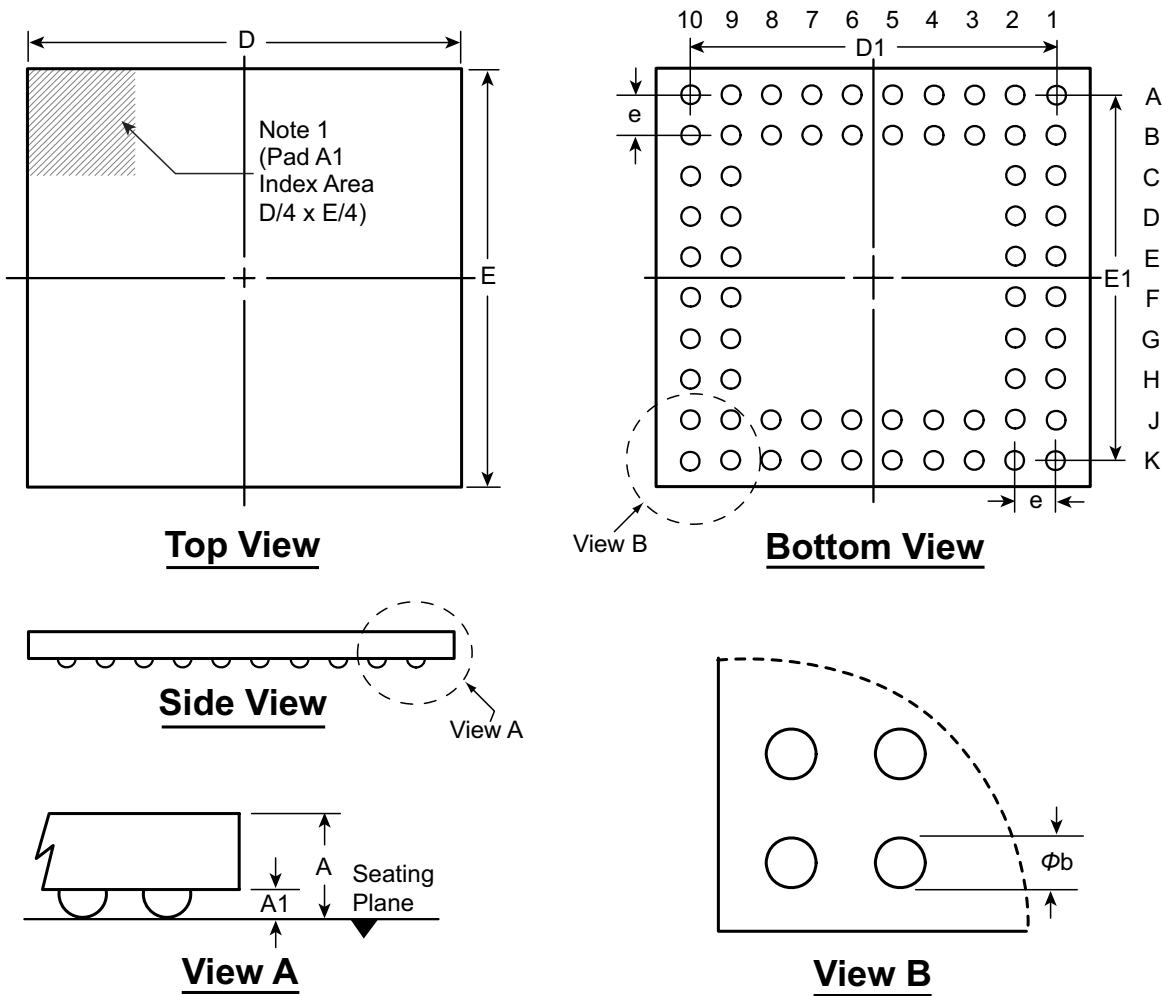 D
Note 1
(Pad A1
Index Area
D/4 x E/4)
E
Top View
10 9 8 7 6 5 4 3 2 1
D1
e
A
B
C
D
E
E1
F
G
H
J
K
e
View B
Bottom View
Side View
View A
A
A1
Seating
Plane
View A
Φb
View B